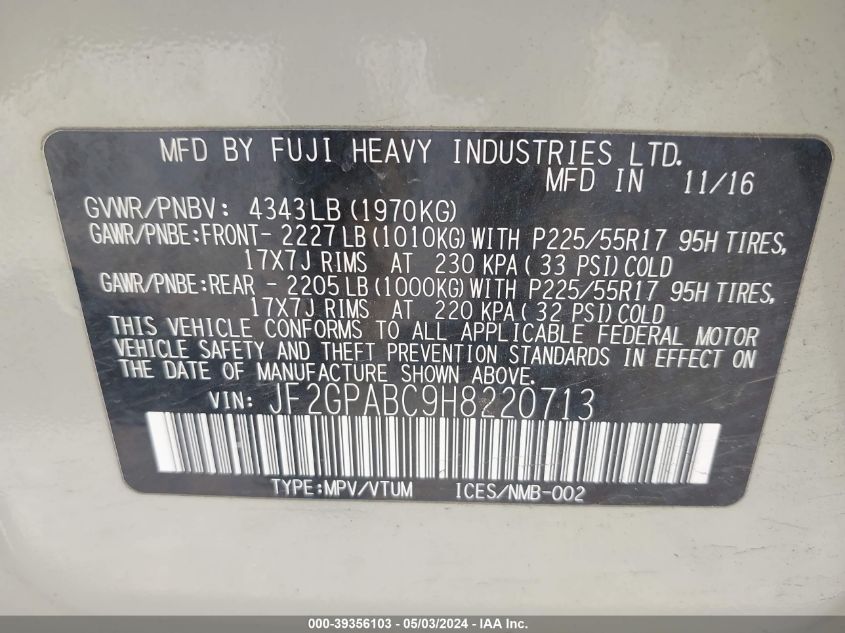 MFD BY FUJI HEAVY INDUSTRIES LTD.
MFD IN 11/16
GVWR/PNBV: 4343LB (1970KG)
GAWR/PNBE:FRONT- 2227LB(1010KG)WITH P225/55R17 95H TIRES,
17X7J RIMS AT 230 KPA( 33 PSI)COLD
GAWR/PNBE:REAR - 2205LB(1000KG)WITH P225/55R17 95H TIRES,
17X7J RIMS AT 220 KPA( 32 PSI)COLD
THIS VEHICLE CONFORMS TO ALL APPLICABLE FEDERAL MOTOR
VEHICLE SAFETY AND THEFT PREVENTION STANDARDS IN EFFECT ON
THE DATE OF MANUFACTURE SHOWN ABOVE.
VIN: JF2GPABC9H8220713
TYPE:MPV/VTUM ICES/NMB-002
000-39356103 - 05/03/2024 - IAA Inc.